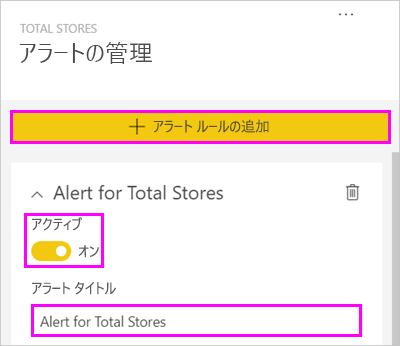 TOTAL STORES
アラートの管理
＋ アラート ルールの追加
Alert for Total Stores
アクティブ
オン
アラート タイトル
Alert for Total Stores